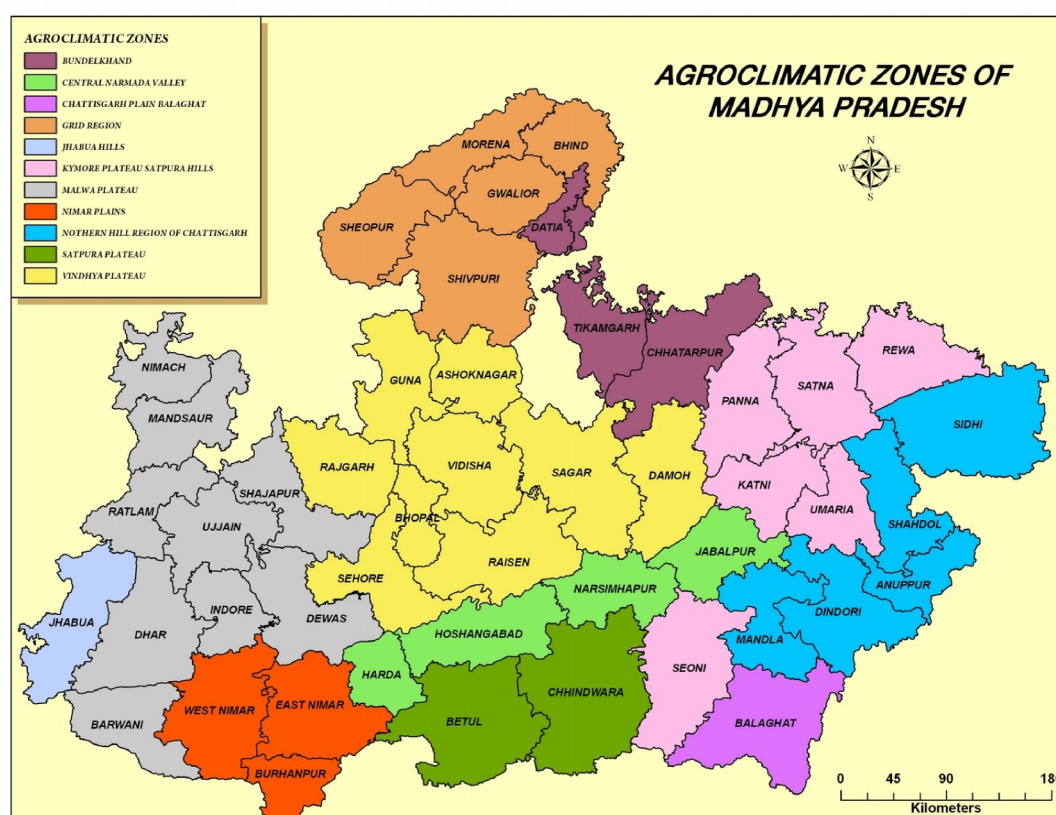 AGROCLIMATIC ZONES
BUNDELKHAND
CENTRAL NARMADA VALLEY
CHATTISGARH PLAIN BALAGHAT
GRID REGION
JHABUA HILLS
KYMORE PLATEAU SATPURA HILLS
MALWA PLATEAU
NIMAR PLAINS
NOTHERN HILL REGION OF CHATTISGARH
SATPURA PLATEAU
VINDHYA PLATEAU
AGROCLIMATIC ZONES OF
MADHYA PRADESH
N
W E
S
MORENA
BHIND
GWALIOR
SHEOPUR
DATIA
SHIVPURI
TIKAMGARH
CHHATARPUR
NIMACH
GUNA
ASHOKNAGAR
PANNA
SATNA
REWA
MANDSAUR
SIDHI
RAJGARH
VIDISHA
SAGAR
DAMOH
SHAJAPUR
KATNI
RATLAM
UJJAIN
BHOPAL
UMARIA
SHAHDOL
JABALPUR
RAISEN
SEHORE
NARSIMHAPUR
ANUPPUR
JHABUA
INDORE
DEWAS
DINDORI
DHAR
HOSHANGABAD
MANDLA
HARDA
SEONI
CHHINDWARA
WEST NIMAR
EAST NIMAR
BARWANI
BETUL
BALAGHAT
BURHANPUR
0 45 90 180
Kilometers